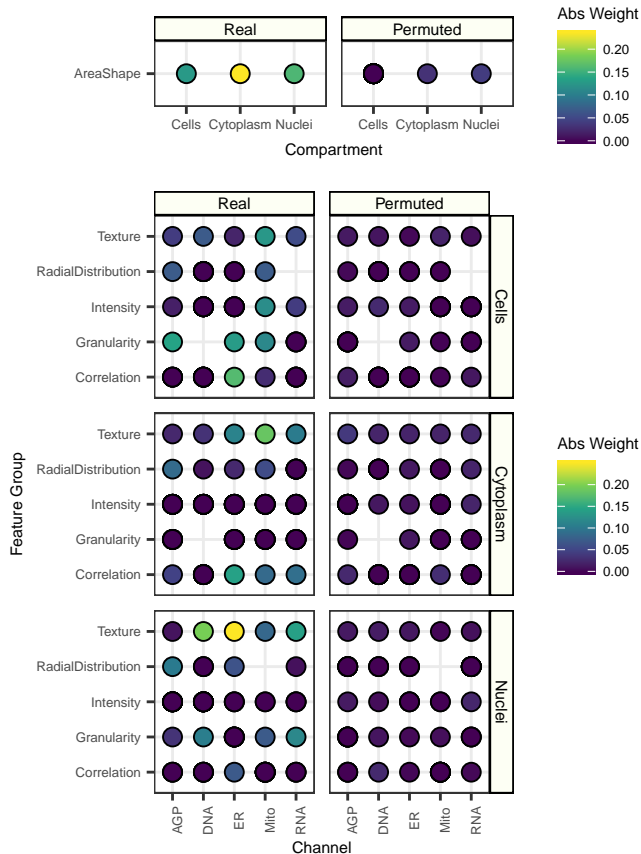 Real Permuted
AreaShape
Cells Cytoplasm Nuclei Cells Cytoplasm Nuclei
Compartment
Abs Weight
0.20
0.15
0.10
0.05
0.00
Real Permuted
Feature Group
Texture
RadialDistribution
Intensity
Granularity
Correlation
Cells
Texture
RadialDistribution
Intensity
Granularity
Correlation
Cytoplasm
Texture
RadialDistribution
Intensity
Granularity
Correlation
Nuclei
AGP DNA ER Mito RNA AGP DNA ER Mito RNA
Channel
Abs Weight
0.20
0.15
0.10
0.05
0.00